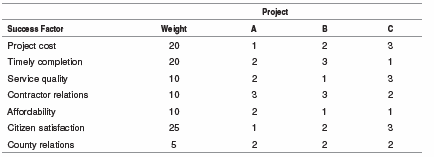 Project
Success Factor Weight A B C
Project cost 20 1 2 3
Timely completion 20 2 3 1
Service quality 10 2 1 3
Contractor relations 10 3 3 2
Affordability 10 2 1 1
Citizen satisfaction 25 1 2 3
County relations 5 2 2 2